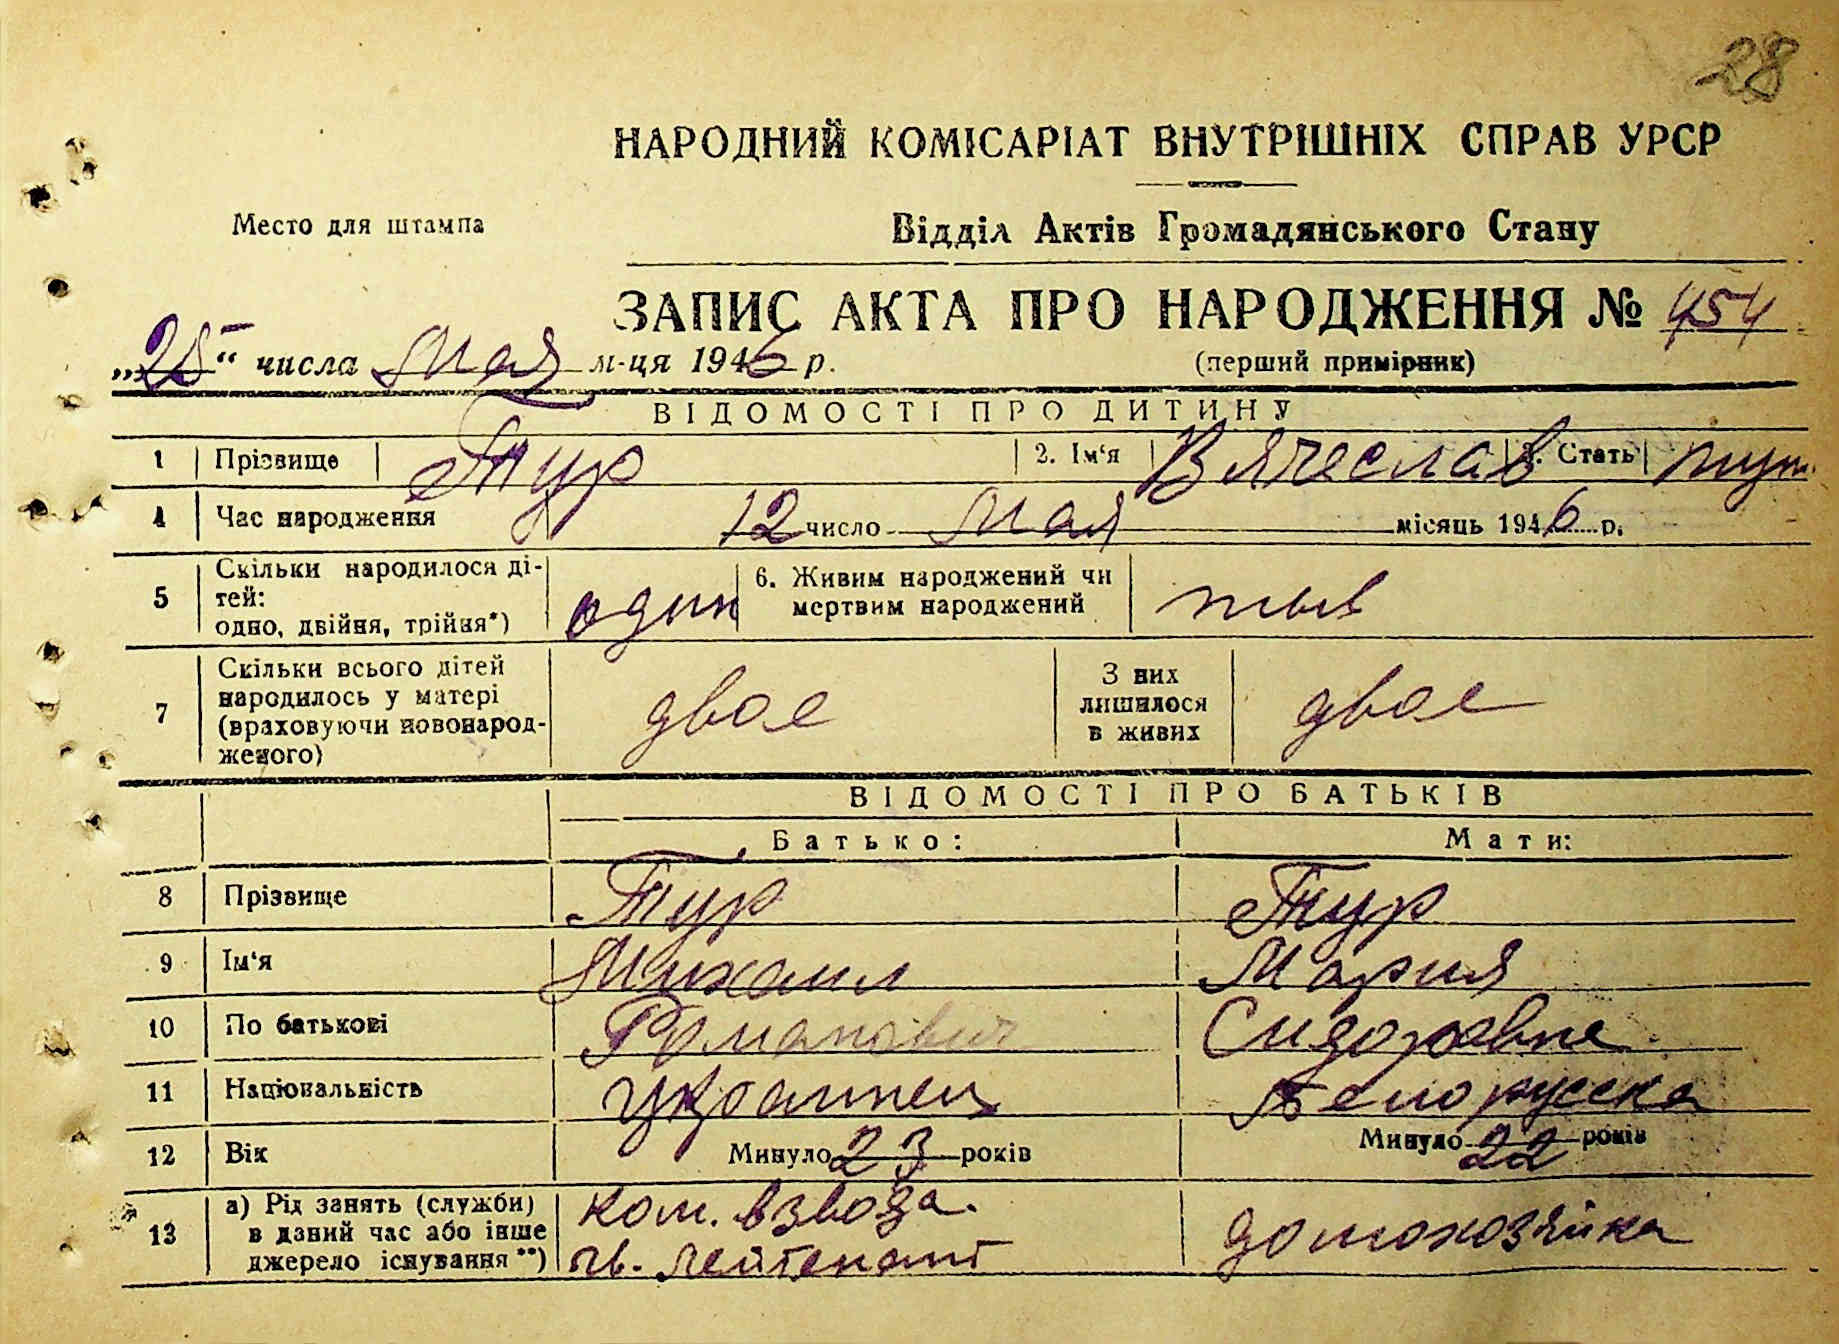 28
НАРОДНИЙ КОМІСАРІАТ ВНУТРІШНІХ СПРАВ УРСР
Место для штампа
Відділ Актів Громадянського Стану
ЗАПИС АКТА ПРО НАРОДЖЕННЯ № 454
„25“ числа мая м-ця 1946 р.
(перший примірник)
ВІДОМОСТІ ПРО ДИТИНУ
1 Прізвище Тур 2. Ім‘я Вячеслав 3. Стать муж.
4 Час народження 12 число мая місяць 1946 р.
5 Скільки народилося ді-
тей:
одно, двійня, трійня*) один
6. Живим народжений чи
мертвим народжений жив
7 Скільки всього дітей
народилось у матері
(враховуючи новонарод-
женого) двое
З них
лишилося
в живих двое
ВІДОМОСТІ ПРО БАТЬКІВ
Батько: Мати:
8 Прізвище Тур Тур
9 Ім‘я Михаил Мария
10 По батькові Романович Сидоровна
11 Національність Украинец Белорусска
12 Вік Минуло 23 років Минуло 22 років
13 а) Рід занять (служби)
в даний час або інше
джерело існування **)
ком. взвода.
гв. лейтенант
домохозяйка